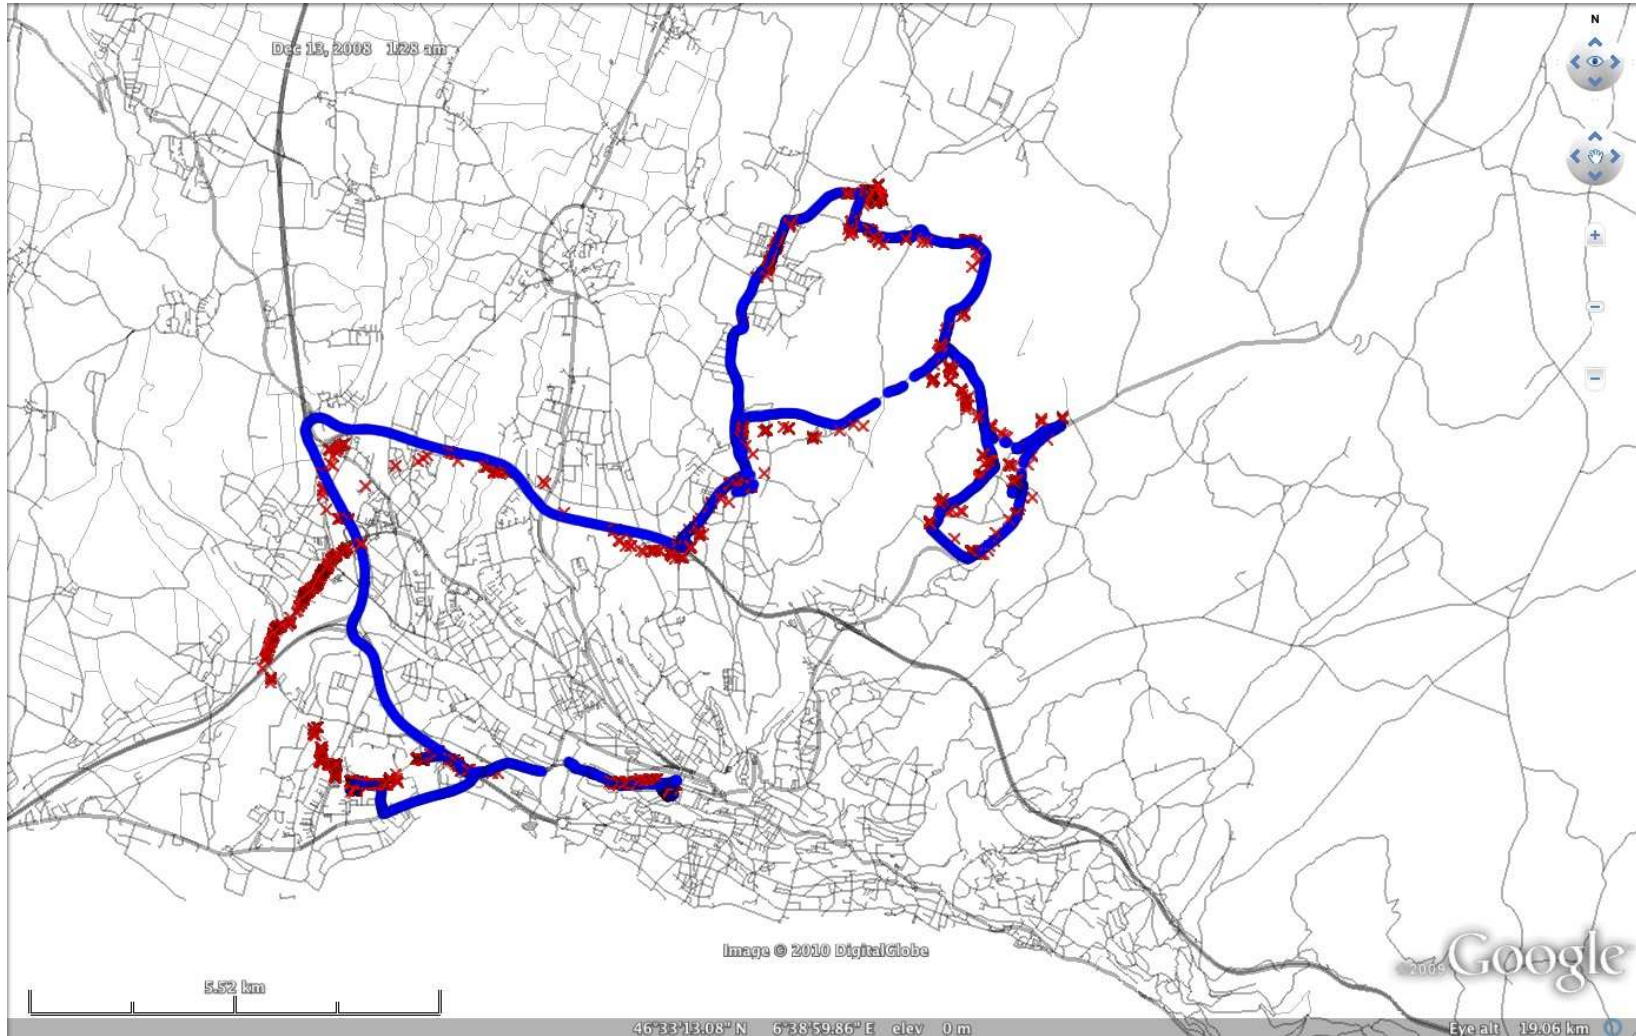 N
Dec 13, 2008 1:28 am
Image © 2010 DigitalGlobe
©2009 Google
5.52 km
46°33'13.08" N 6°38'59.86" E elev 0 m
Eye alt 19.06 km